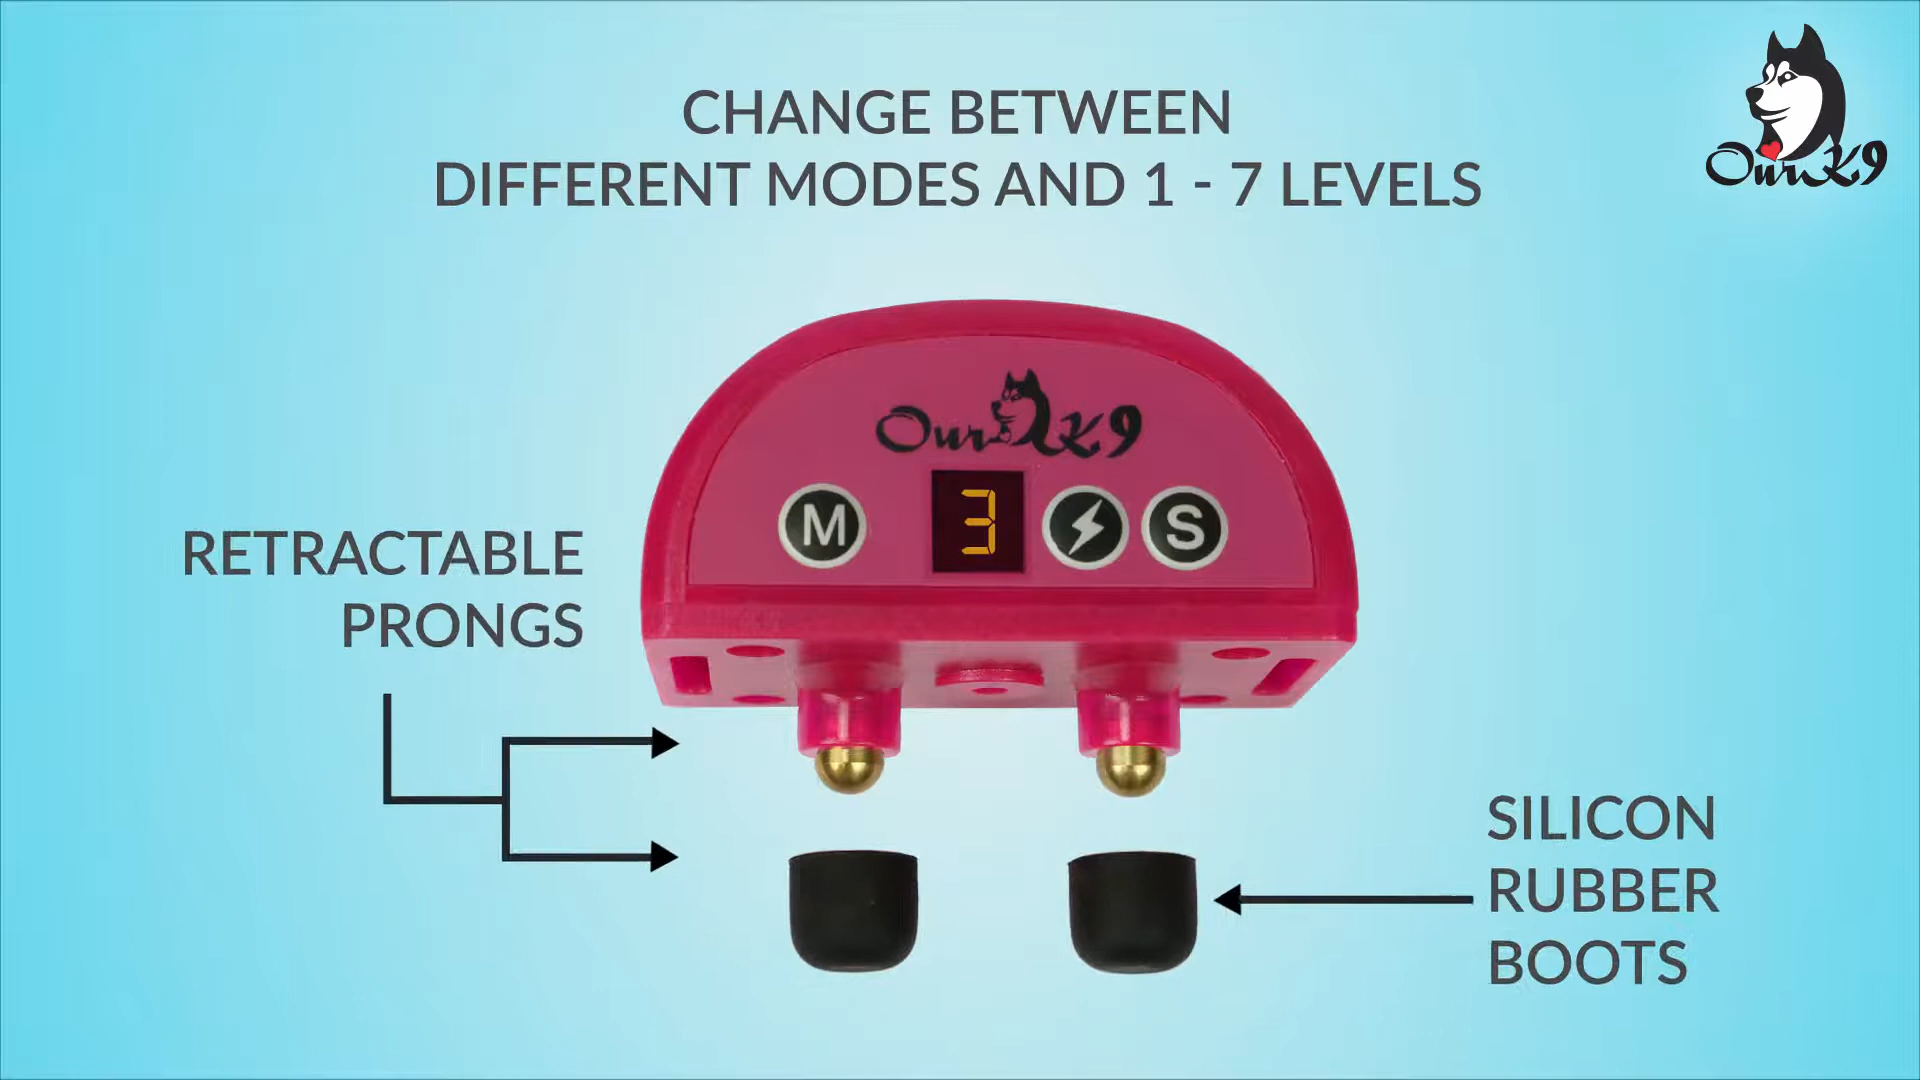 CHANGE BETWEEN
DIFFERENT MODES AND 1 - 7 LEVELS
OurK9
OurK9
M 3 S
RETRACTABLE
PRONGS
SILICON
RUBBER
BOOTS